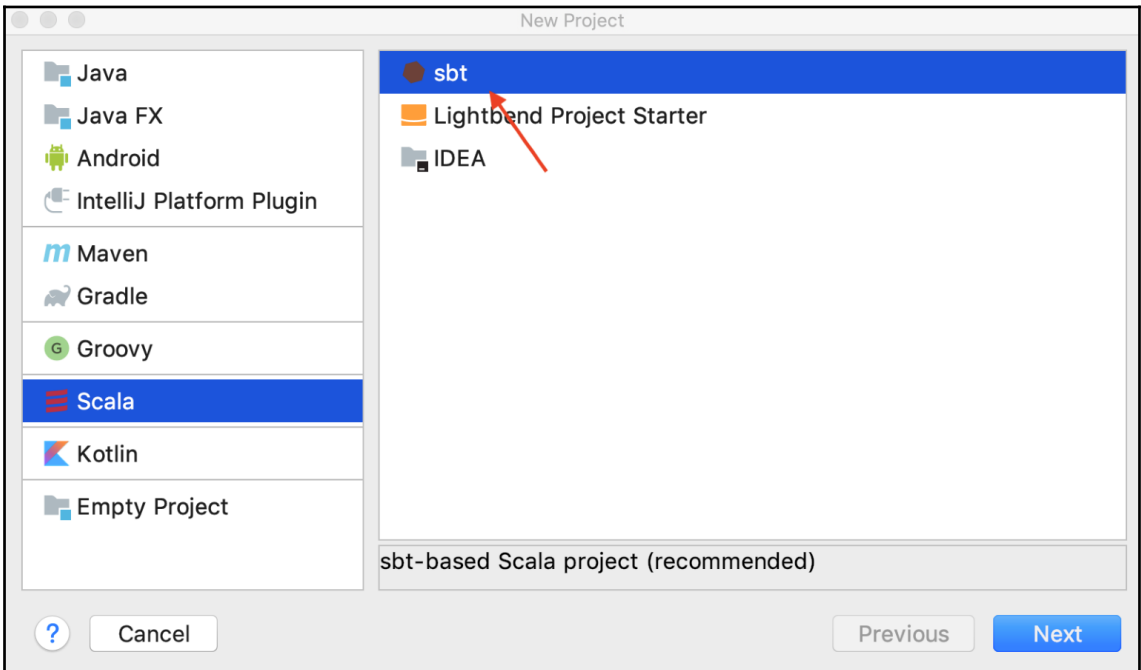 New Project
Java
Java FX
Android
IntelliJ Platform Plugin
m Maven
Gradle
G Groovy
Scala
Kotlin
Empty Project
sbt
Lightbend Project Starter
IDEA
sbt-based Scala project (recommended)
?
Cancel
Previous
Next